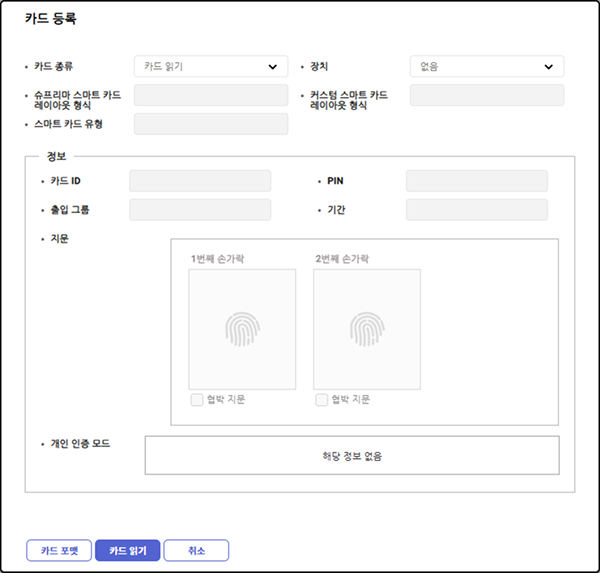 카드 등록
카드 종류
카드 읽기
장치
없음
슈프리마 스마트 카드
레이아웃 형식
커스텀 스마트 카드
레이아웃 형식
스마트 카드 유형
정보
카드 ID
PIN
출입 그룹
기간
지문
1번째 손가락
2번째 손가락
협박 지문
협박 지문
개인 인증 모드
해당 정보 없음
카드 포맷
카드 읽기
취소